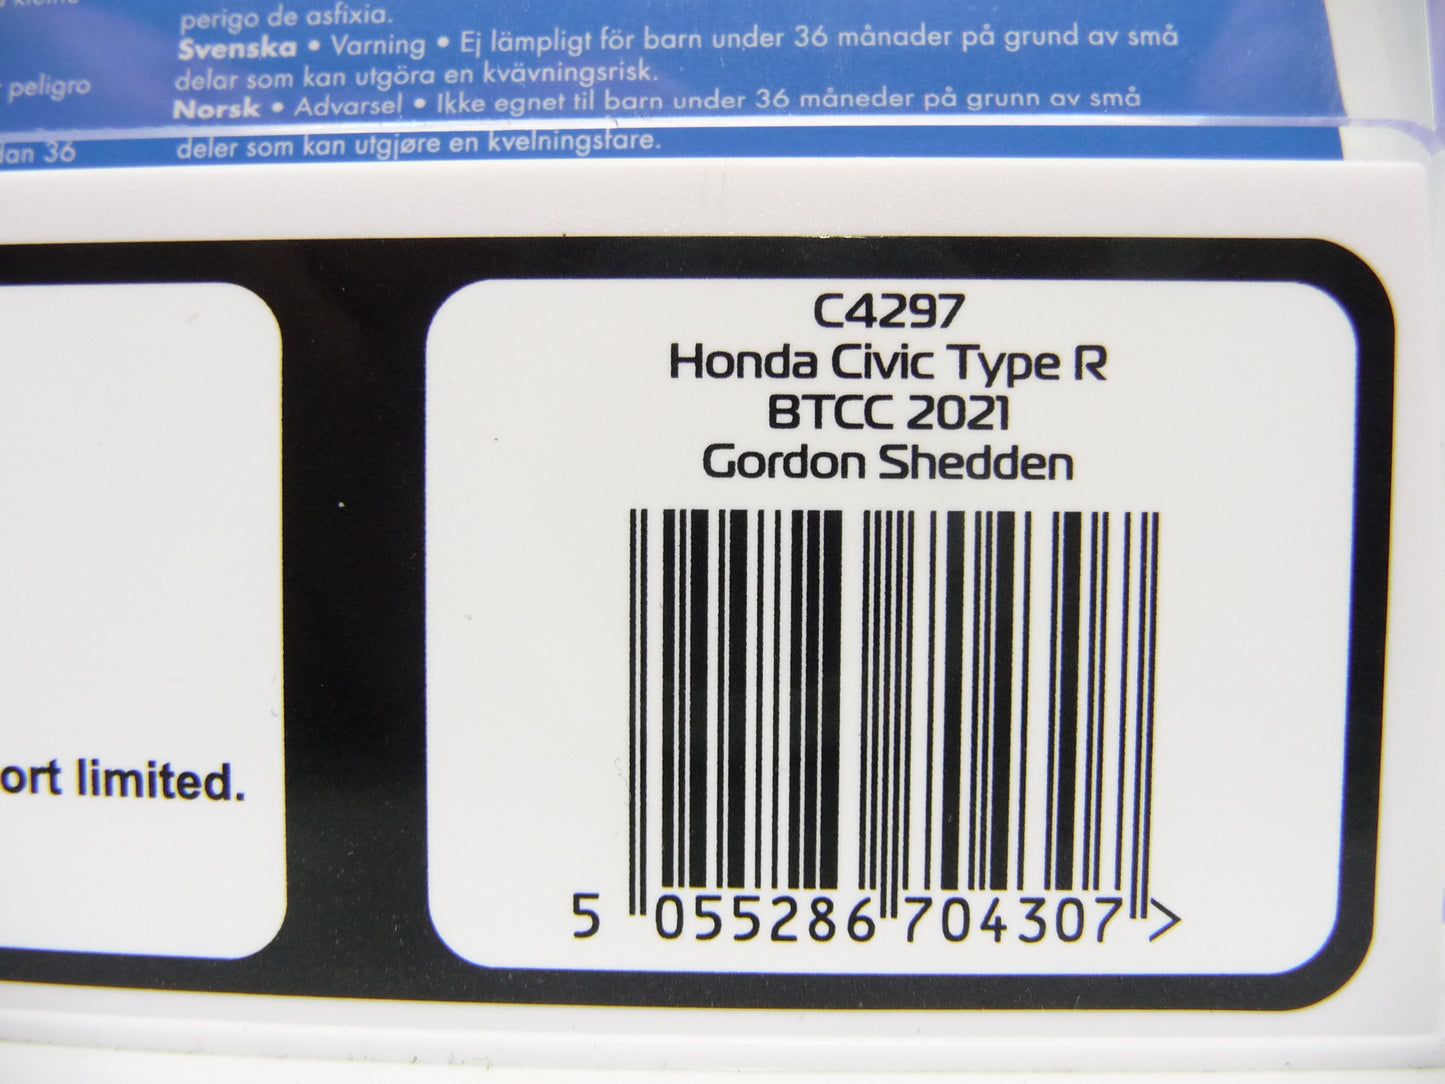 perigo de asfixia.
Svenska • Varning • Ej lämpligt för barn under 36 månader på grund av små
delar som kan utgöra en kvävningsrisk.
peligro
Norsk • Advarsel • Ikke egnet til barn under 36 måneder på grunn av små
36
deler som kan utgjøre en kvelningsfare.
C4297
Honda Civic Type R
BTCC 2021
Gordon Shedden
limited.
5 055286 704307 >